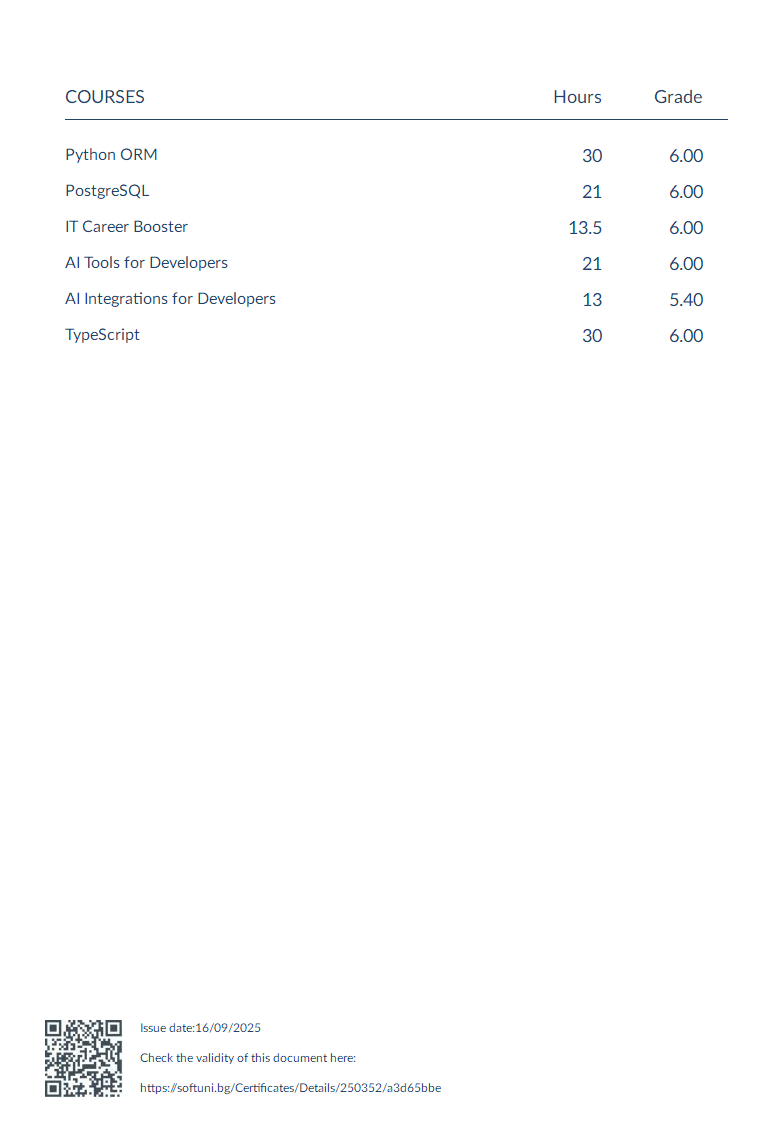 COURSES Hours Grade
Python ORM 30 6.00
PostgreSQL 21 6.00
IT Career Booster 13.5 6.00
AI Tools for Developers 21 6.00
AI Integrations for Developers 13 5.40
TypeScript 30 6.00
Issue date:16/09/2025
Check the validity of this document here:
https://softuni.bg/Certificates/Details/250352/a3d65bbe